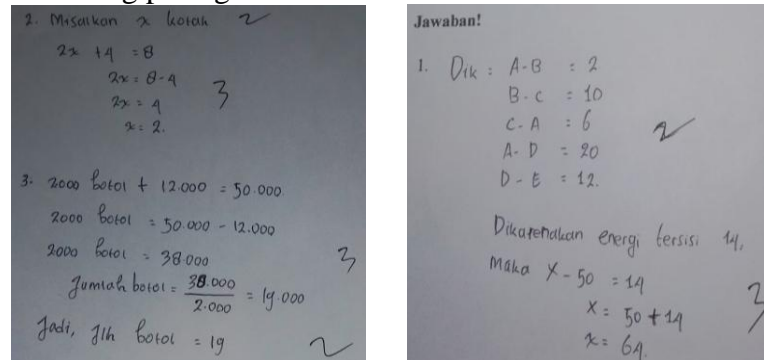 2. Misalkan x kotak 2
2x + 4 = 8
2x = 8 - 4
2x = 4 3
x = 2.
3. 2000 botol + 12.000 = 50.000.
2000 botol = 50.000 - 12.000
2000 botol = 38.000 3
Jumlah botol = 38.000 / 2.000 = 19.000
Jadi, Jlh botol = 19 2
Jawaban!
1. Dik : A-B : 2
B-C = 10
C-A : 6 2
A-D = 20
D-E = 12.
Dikarenakan energi tersisi 14,
Maka x - 50 = 14
x = 50 + 14 3
x = 64.